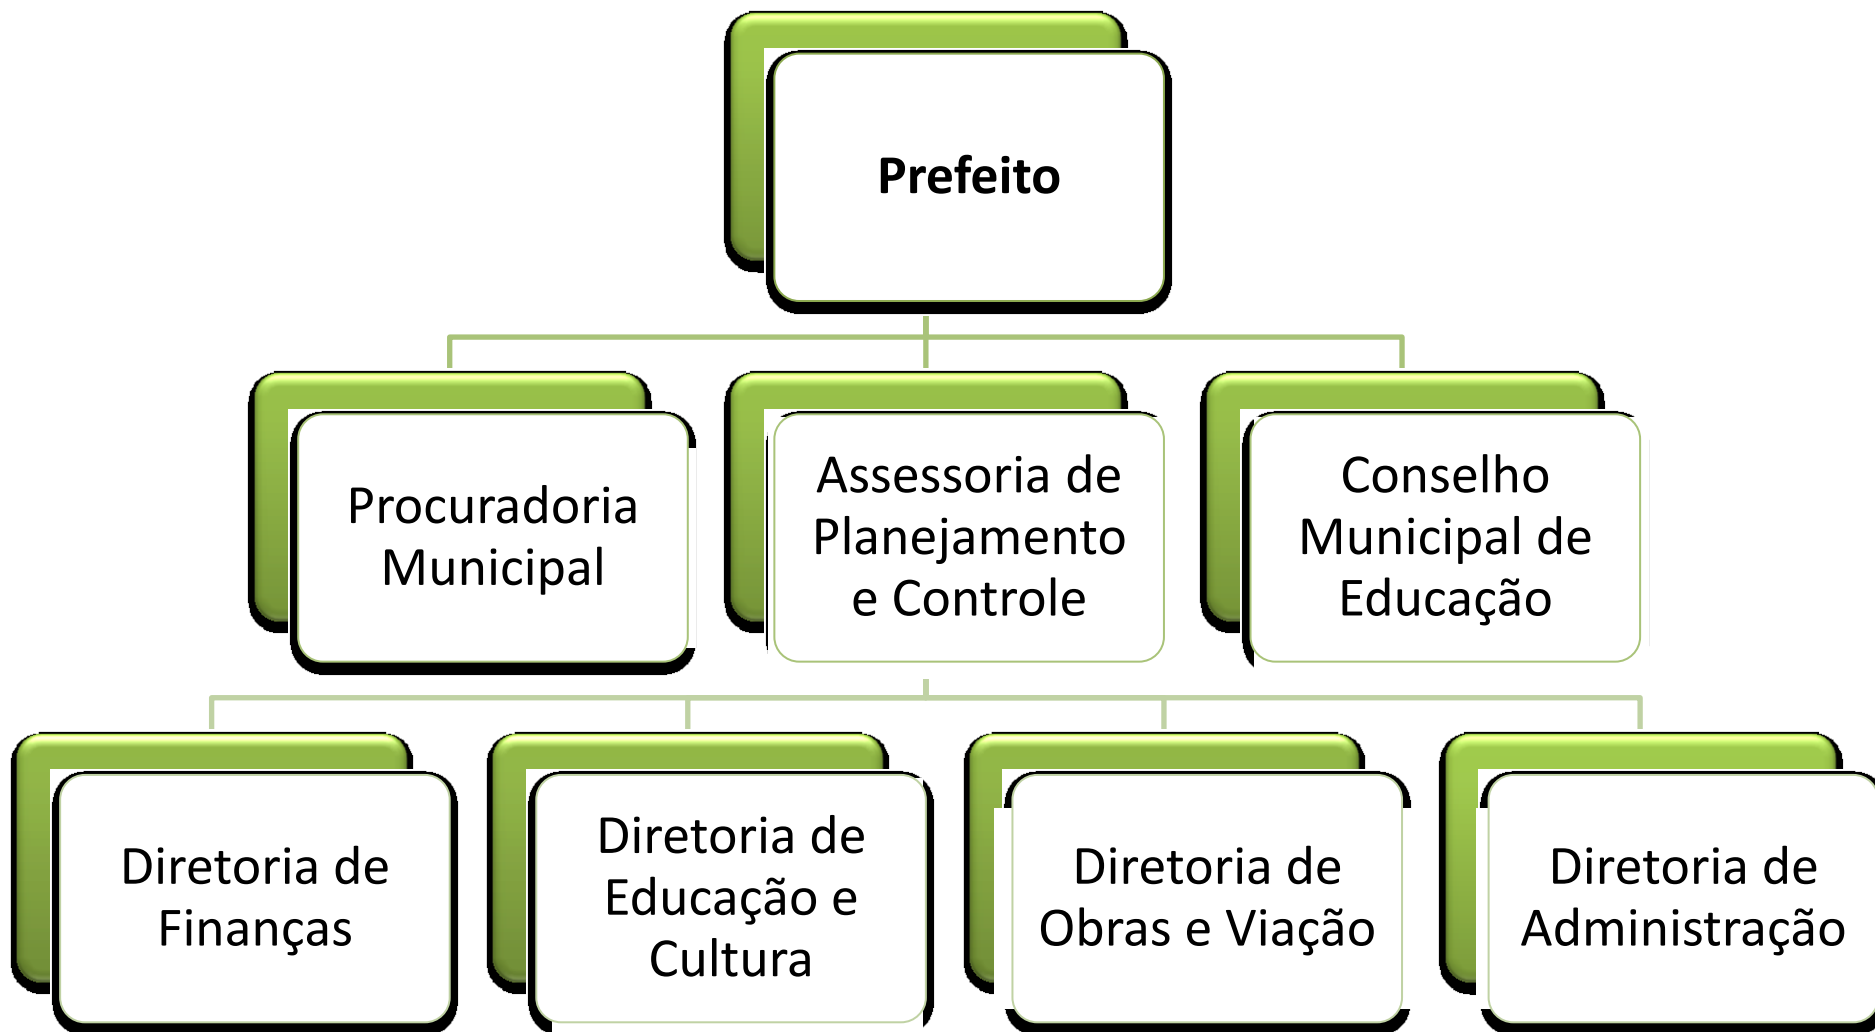 Prefeito
Procuradoria
Municipal
Assessoria de
Planejamento
e Controle
Conselho
Municipal de
Educação
Diretoria de
Finanças
Diretoria de
Educação e
Cultura
Diretoria de
Obras e Viação
Diretoria de
Administração